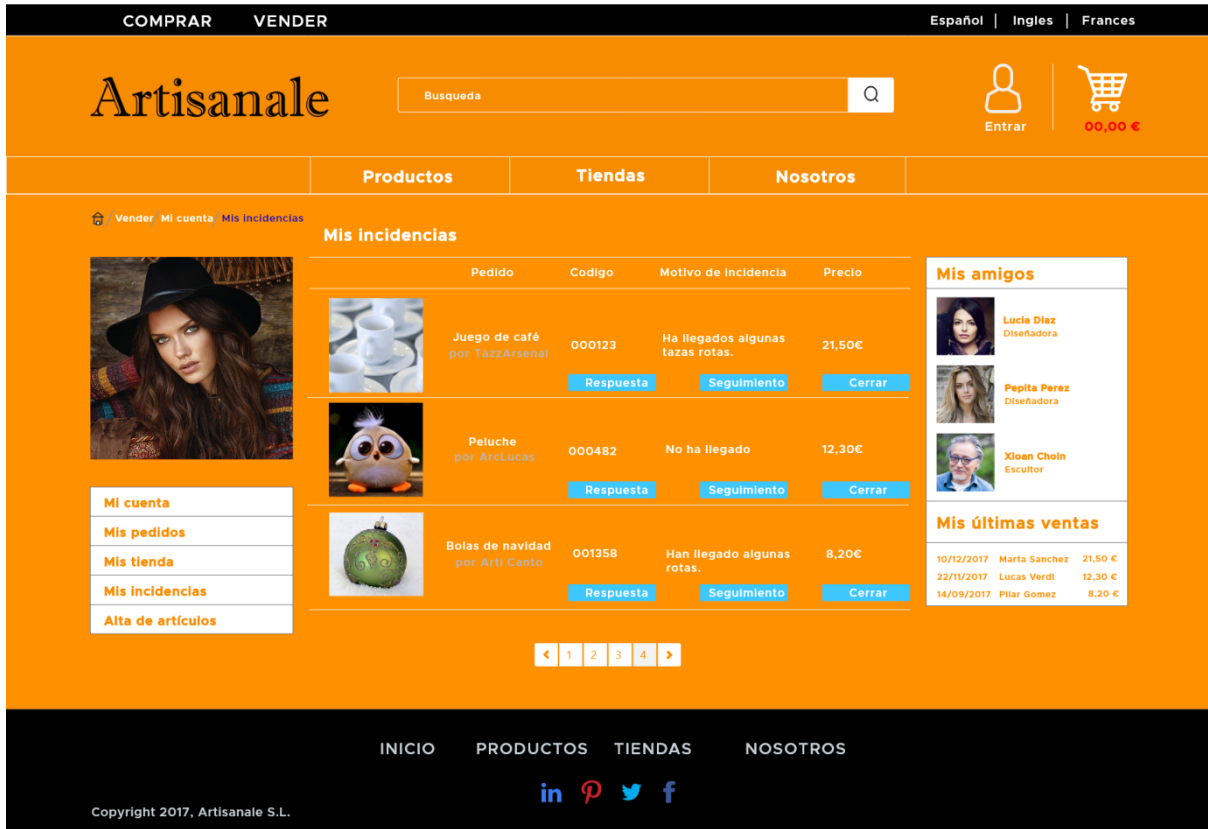 COMPRAR VENDER Español | Ingles | Frances
Artisanale
Busqueda
Entrar 00,00 €
Productos Tiendas Nosotros
/ Vender/ Mi cuenta/ Mis incidencias
Mis incidencias
Pedido Codigo Motivo de incidencia Precio
Juego de café
por TazzArsenal
000123
Ha llegados algunas
tazas rotas.
21,50€
Respuesta Seguimiento Cerrar
Peluche
por ArcLucas
000482
No ha llegado
12,30€
Respuesta Seguimiento Cerrar
Bolas de navidad
por Arti Canto
001358
Han llegado algunas
rotas.
8,20€
Respuesta Seguimiento Cerrar
1 2 3 4
Mi cuenta
Mis pedidos
Mis tienda
Mis incidencias
Alta de artículos
Mis amigos
Lucia Diaz
Diseñadora
Pepita Perez
Diseñadora
Xloan Choin
Escultor
Mis últimas ventas
10/12/2017 Marta Sanchez 21,50 €
22/11/2017 Lucas Verdi 12,30 €
14/09/2017 Pilar Gomez 8,20 €
INICIO PRODUCTOS TIENDAS NOSOTROS
Copyright 2017, Artisanale S.L.